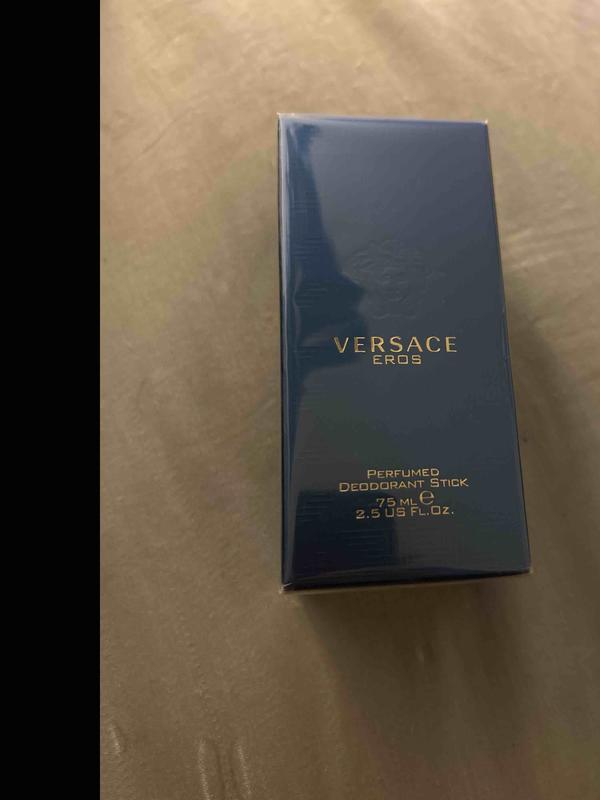 VERSACE
EROS
PERFUMED
DEODORANT STICK
75 ML ℮
2.5 US FL.OZ.